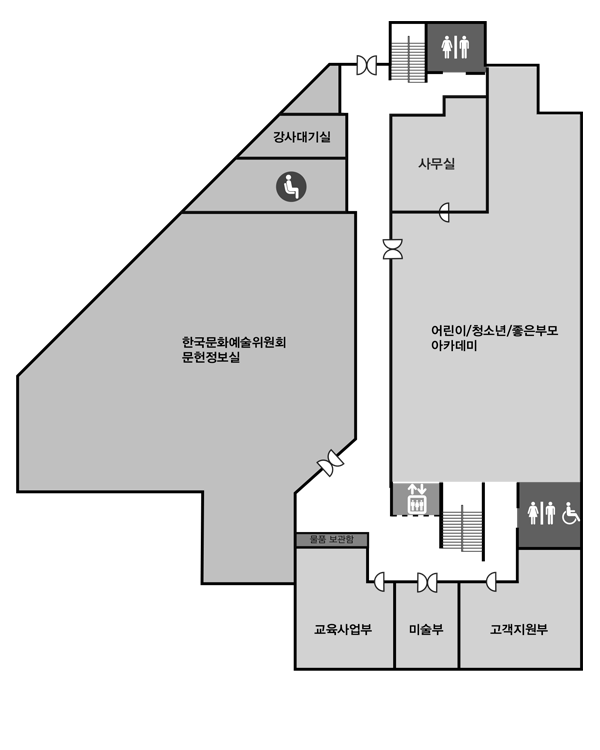 강사대기실
사무실
한국문화예술위원회
문헌정보실
어린이/청소년/좋은부모
아카데미
물품 보관함
교육사업부
미술부
고객지원부